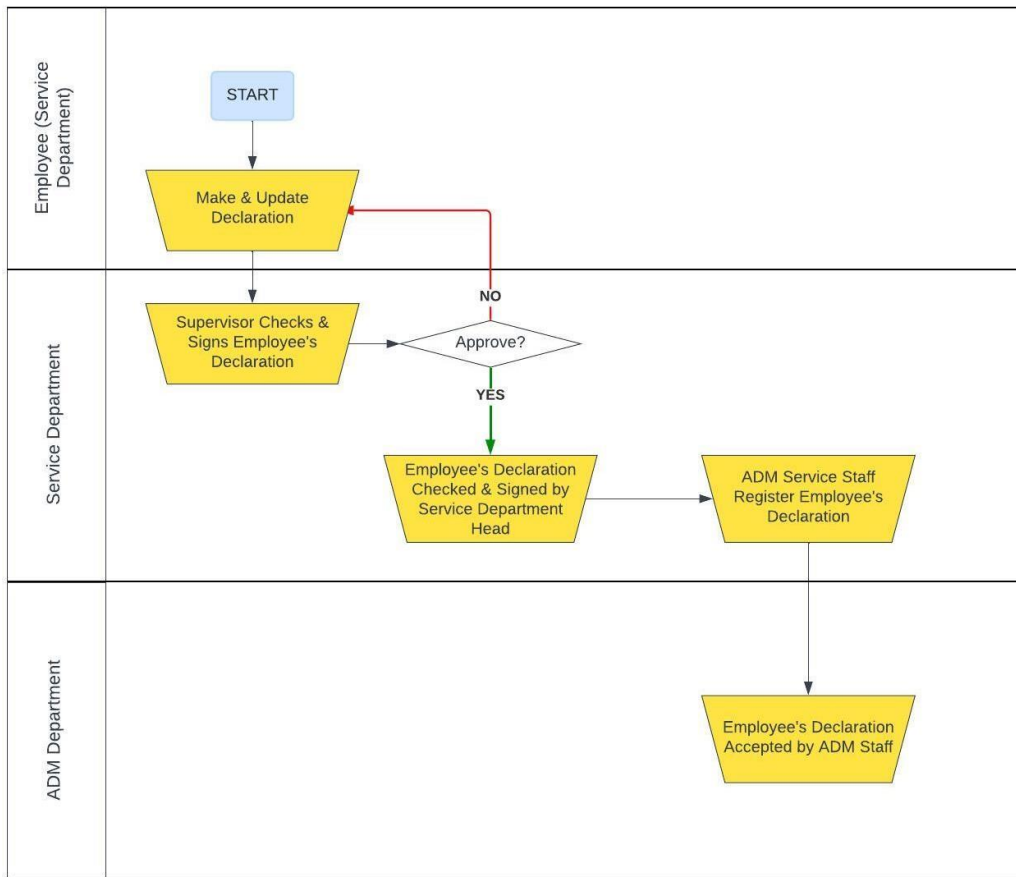 Employee (Service
Department)
START
Make & Update
Declaration
Service Department
NO
Supervisor Checks &
Signs Employee's
Declaration
Approve?
YES
Employee's Declaration
Checked & Signed by
Service Department
Head
ADM Service Staff
Register Employee's
Declaration
ADM Department
Employee's Declaration
Accepted by ADM Staff